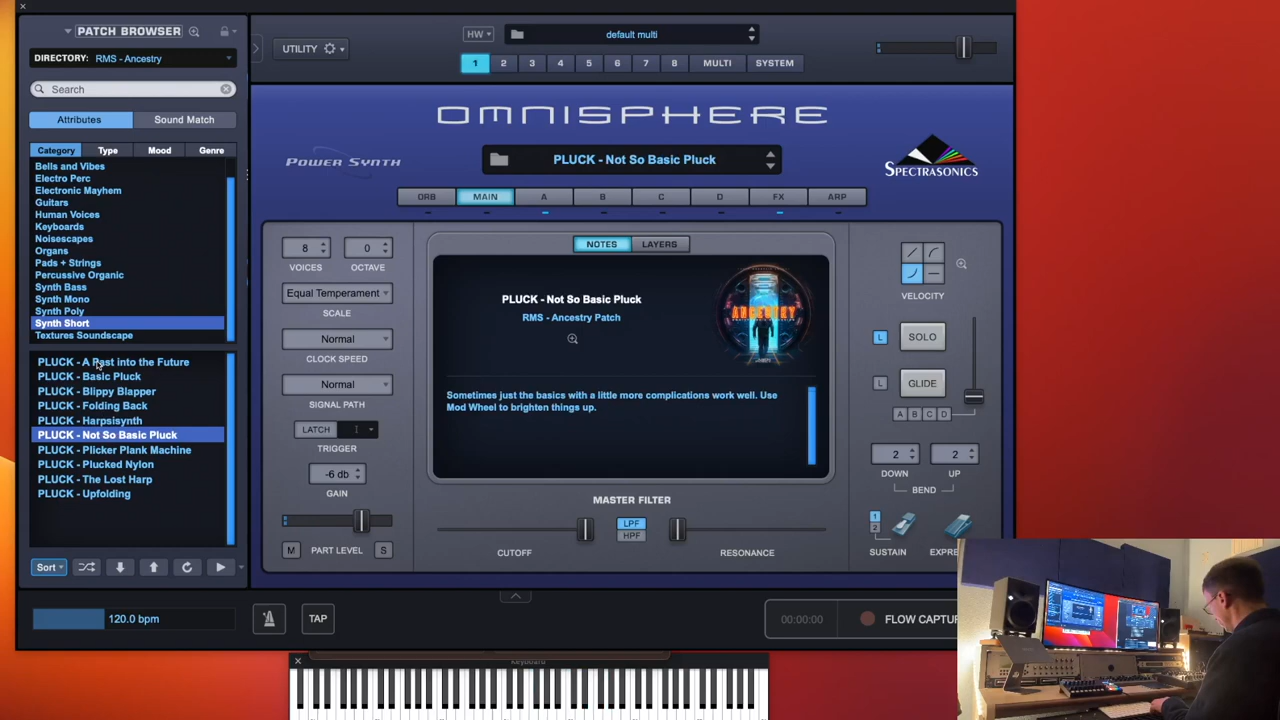 PATCH BROWSER
DIRECTORY: RMS - Ancestry
Search
Attributes
Sound Match
Category
Type
Mood
Genre
Bells and Vibes
Electro Perc
Electronic Mayhem
Guitars
Human Voices
Keyboards
Noisescapes
Organs
Pads + Strings
Percussive Organic
Synth Bass
Synth Mono
Synth Poly
Synth Short
Textures Soundscape
PLUCK - A Past into the Future
PLUCK - Basic Pluck
PLUCK - Blippy Blapper
PLUCK - Folding Back
PLUCK - Harpsisynth
PLUCK - Not So Basic Pluck
PLUCK - Plicker Plank Machine
PLUCK - Plucked Nylon
PLUCK - The Lost Harp
PLUCK - Upfolding
Sort
120.0 bpm
TAP
UTILITY
HW
default multi
1 2 3 4 5 6 7 8 MULTI SYSTEM
OMNISPHERE
POWER SYNTH
PLUCK - Not So Basic Pluck
SPECTRASONICS
ORB MAIN A B C D FX ARP
8
VOICES
0
OCTAVE
Equal Temperament
SCALE
Normal
CLOCK SPEED
Normal
SIGNAL PATH
LATCH
TRIGGER
-6 db
GAIN
M PART LEVEL S
NOTES LAYERS
PLUCK - Not So Basic Pluck
RMS - Ancestry Patch
ANCESTRY
Sometimes just the basics with a little more complications work well. Use
Mod Wheel to brighten things up.
MASTER FILTER
CUTOFF
LPF
HPF
RESONANCE
VELOCITY
L SOLO
L GLIDE
A B C D
2
DOWN
2
UP
BEND
1
2
SUSTAIN
EXPRE
00:00:00
FLOW CAPTU
Keyboard